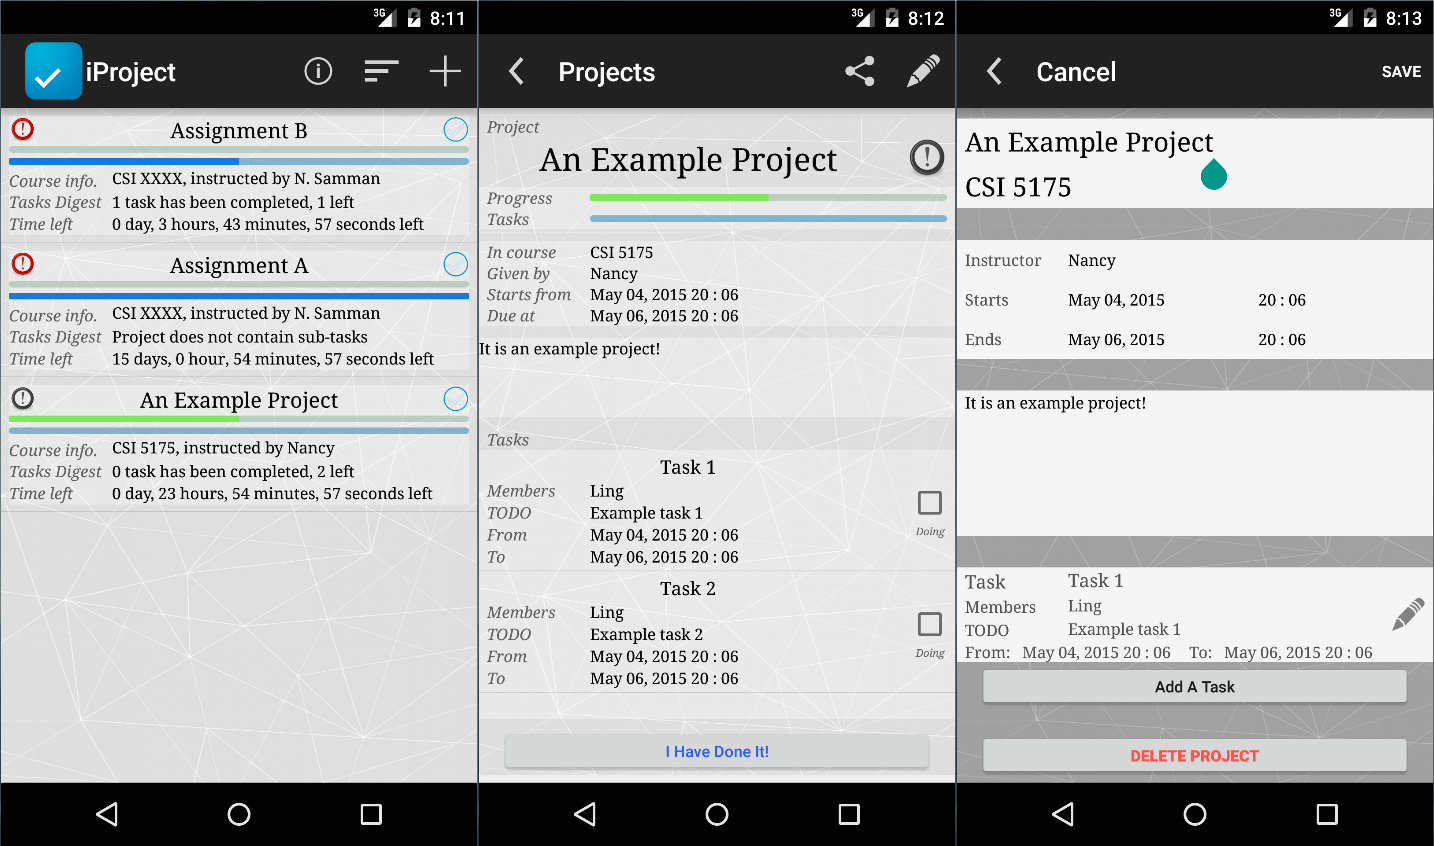 3G 8:11
iProject
Assignment B
Course info. CSI XXXX, instructed by N. Samman
Tasks Digest 1 task has been completed, 1 left
Time left 0 day, 3 hours, 43 minutes, 57 seconds left
Assignment A
Course info. CSI XXXX, instructed by N. Samman
Tasks Digest Project does not contain sub-tasks
Time left 15 days, 0 hour, 54 minutes, 57 seconds left
An Example Project
Course info. CSI 5175, instructed by Nancy
Tasks Digest 0 task has been completed, 2 left
Time left 0 day, 23 hours, 54 minutes, 57 seconds left
3G 8:12
Projects
Project
An Example Project
Progress
Tasks
In course CSI 5175
Given by Nancy
Starts from May 04, 2015 20 : 06
Due at May 06, 2015 20 : 06
It is an example project!
Tasks
Task 1
Members Ling
TODO Example task 1
From May 04, 2015 20 : 06
To May 06, 2015 20 : 06
Doing
Task 2
Members Ling
TODO Example task 2
From May 04, 2015 20 : 06
To May 06, 2015 20 : 06
Doing
I Have Done It!
3G 8:13
Cancel SAVE
An Example Project
CSI 5175
Instructor Nancy
Starts May 04, 2015 20 : 06
Ends May 06, 2015 20 : 06
It is an example project!
Task Task 1
Members Ling
TODO Example task 1
From: May 04, 2015 20 : 06 To: May 06, 2015 20 : 06
Add A Task
DELETE PROJECT